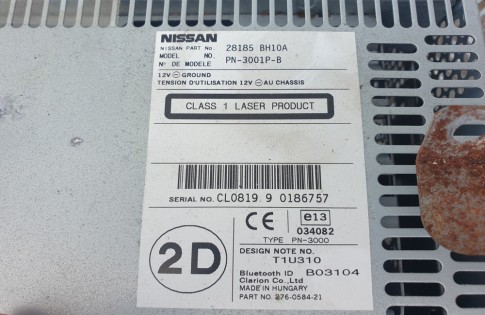 NISSAN
NISSAN PART No. 28185 BH10A
MODEL NO. PN-3001P-B
N° DE MODELE
12V ⊖ GROUND
TENSION D'UTILISATION 12V ⊖ AU CHASSIS
CLASS 1 LASER PRODUCT
SERIAL NO. CL0819 9 0186757
CE e13
034082
TYPE PN-3000
2D
DESIGN NOTE NO.
T1U310
Bluetooth ID B03104
Clarion Co.,Ltd
MADE IN HUNGARY
PART NO. 276-0584-21